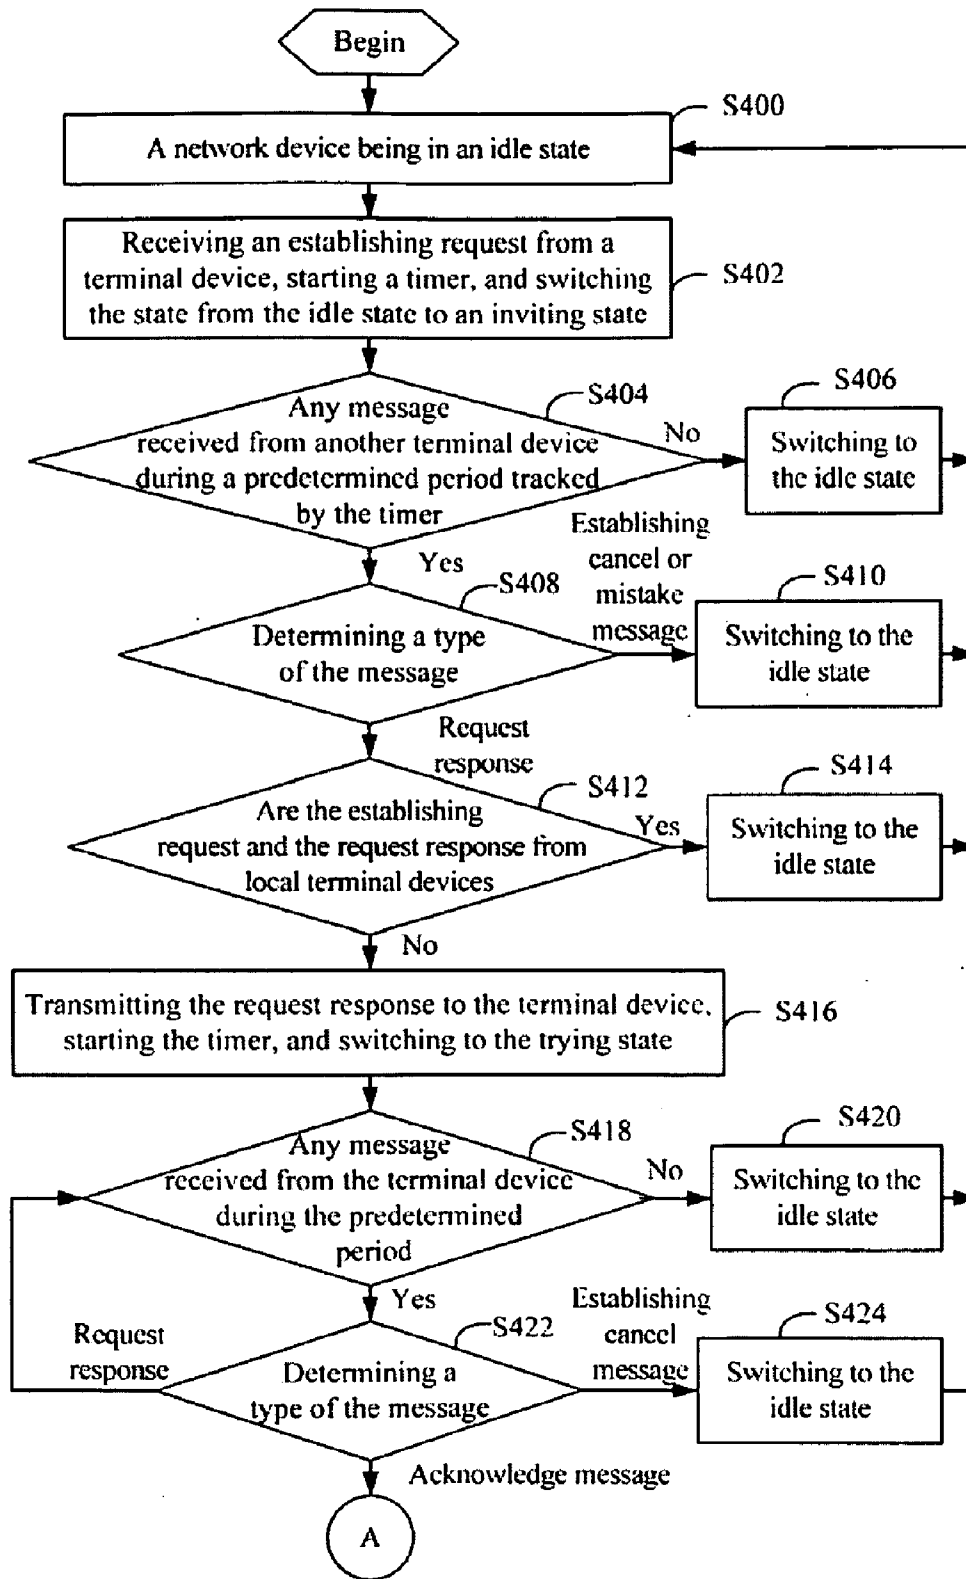 Begin
S400
A network device being in an idle state
Receiving an establishing request from a
terminal device, starting a timer, and switching
the state from the idle state to an inviting state
S402
S404
Any message
received from another terminal device
during a predetermined period tracked
by the timer
No
S406
Switching to
the idle state
Yes
Establishing
cancel or
mistake
message
S408
Determining a type
of the message
S410
Switching to the
idle state
Request
response
S412
Are the establishing
request and the request response from
local terminal devices
Yes
S414
Switching to the
idle state
No
Transmitting the request response to the terminal device,
starting the timer, and switching to the trying state
S416
S418
Any message
received from the terminal device
during the predetermined
period
No
S420
Switching to the
idle state
Yes
Request
response
S422
Determining a
type of the message
Establishing
cancel
message
S424
Switching to the
idle state
Acknowledge message
A